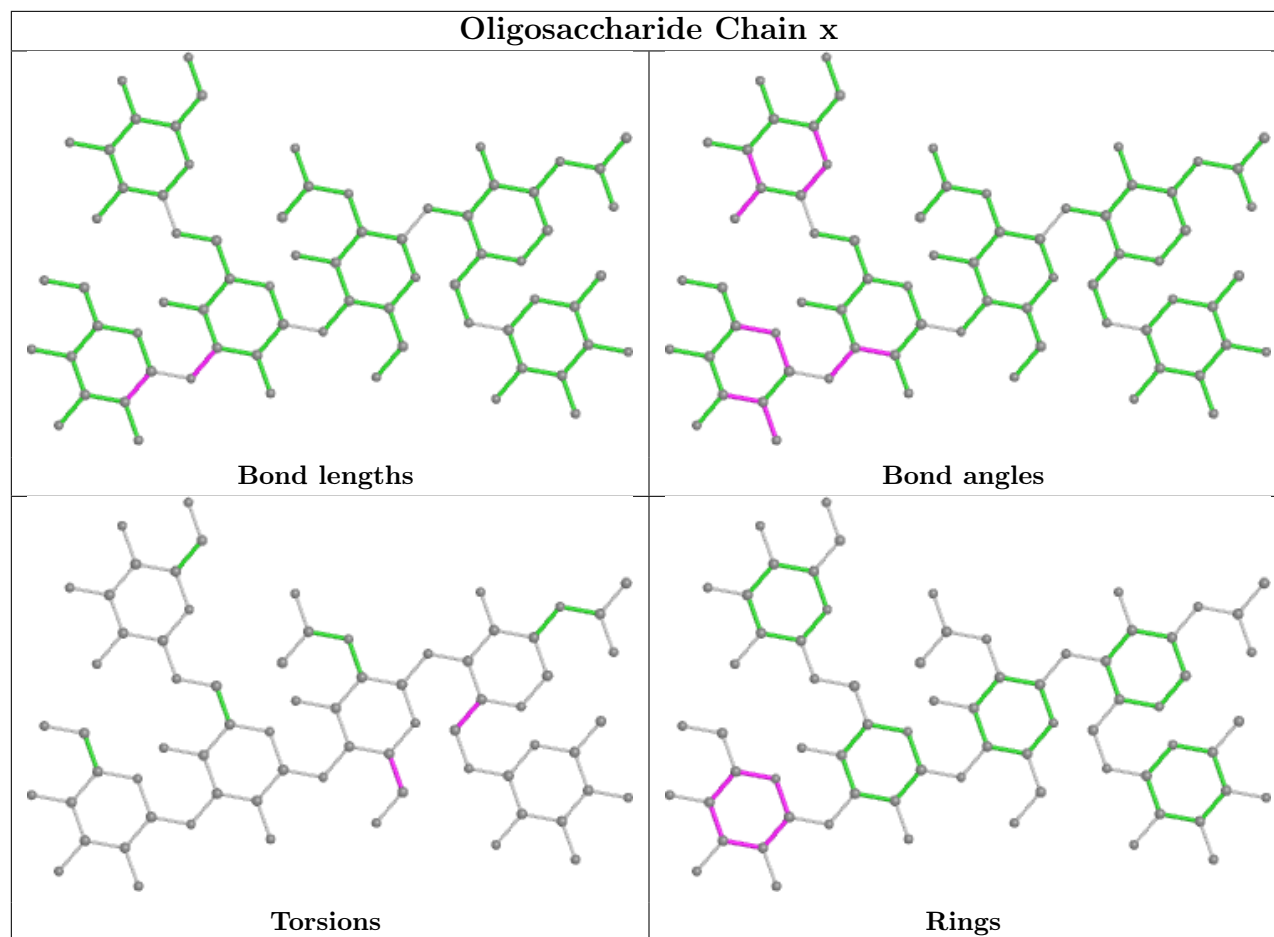 Oligosaccharide Chain x
Bond lengths
Bond angles
Torsions
Rings